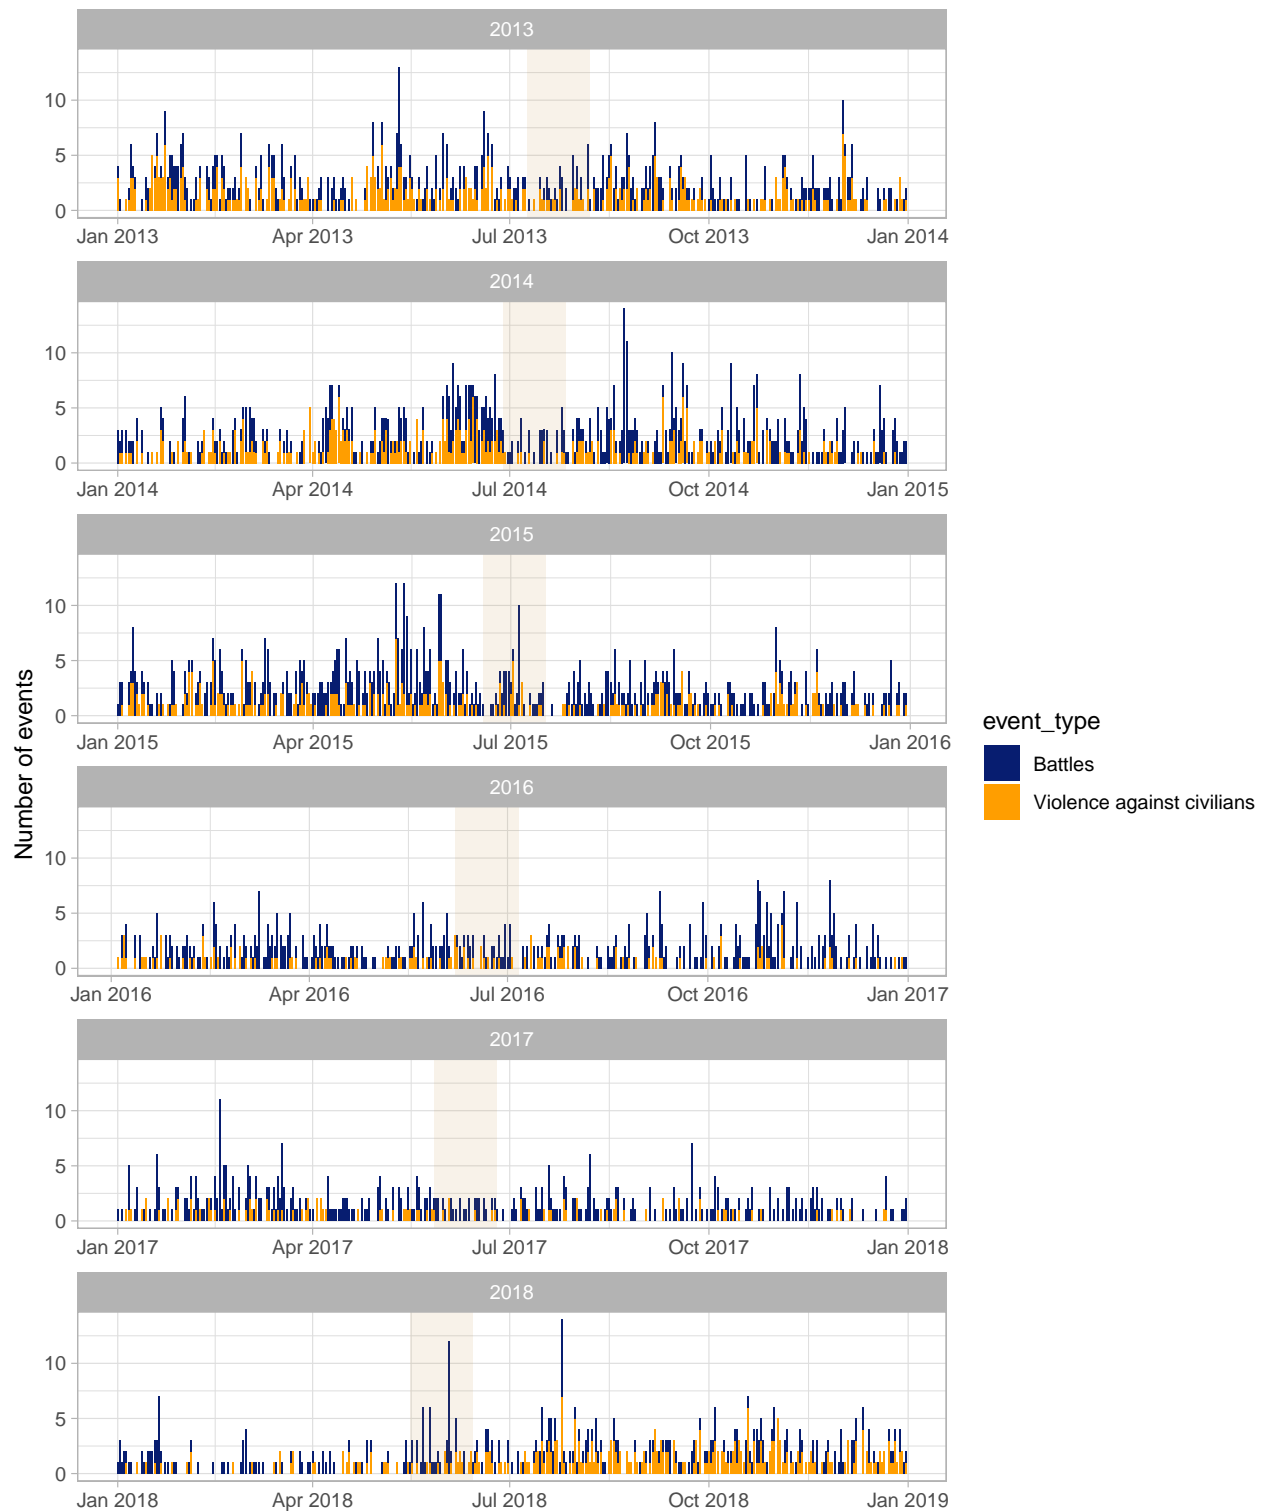 2013
10
5
0
Jan 2013 Apr 2013 Jul 2013 Oct 2013 Jan 2014
2014
10
5
0
Jan 2014 Apr 2014 Jul 2014 Oct 2014 Jan 2015
2015
10
5
0
Jan 2015 Apr 2015 Jul 2015 Oct 2015 Jan 2016
Number of events
event_type
Battles
Violence against civilians
2016
10
5
0
Jan 2016 Apr 2016 Jul 2016 Oct 2016 Jan 2017
2017
10
5
0
Jan 2017 Apr 2017 Jul 2017 Oct 2017 Jan 2018
2018
10
5
0
Jan 2018 Apr 2018 Jul 2018 Oct 2018 Jan 2019